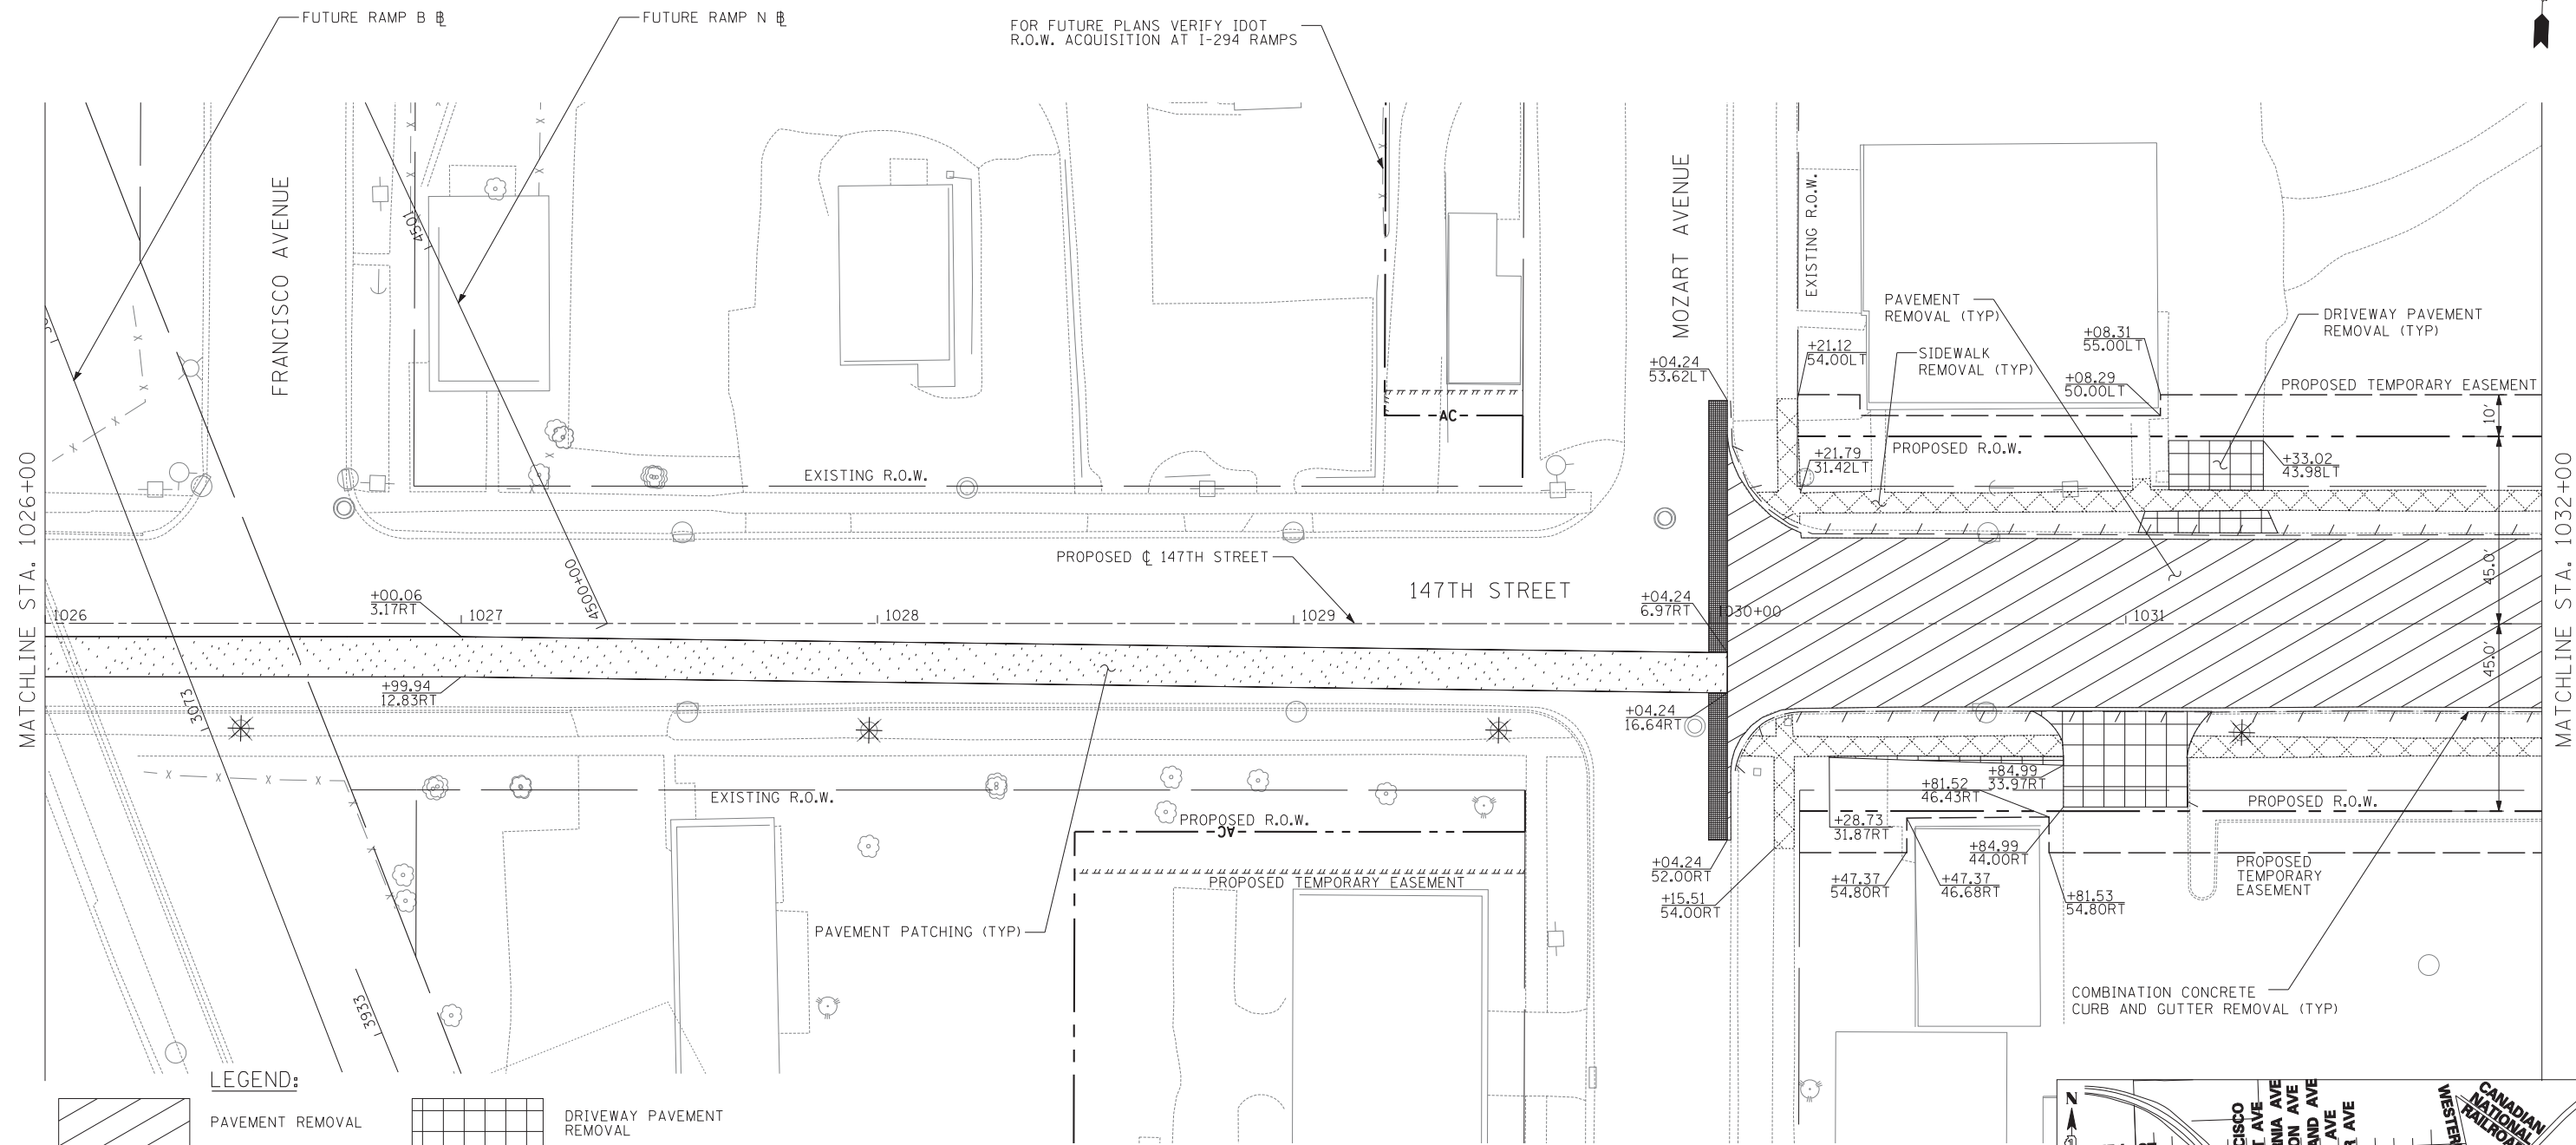 FUTURE RAMP B ⅊
FUTURE RAMP N ⅊
FOR FUTURE PLANS VERIFY IDOT
R.O.W. ACQUISITION AT I-294 RAMPS
FRANCISCO AVENUE
MOZART AVENUE
EXISTING R.O.W.
4501
PAVEMENT
REMOVAL (TYP)
DRIVEWAY PAVEMENT
REMOVAL (TYP)
+08.31
55.00LT
+21.12
54.00LT
SIDEWALK
REMOVAL (TYP)
+04.24
53.62LT
+08.29
50.00LT
PROPOSED TEMPORARY EASEMENT
10'
AC
PROPOSED R.O.W.
+21.79
31.42LT
+33.02
43.98LT
EXISTING R.O.W.
MATCHLINE STA. 1026+00
MATCHLINE STA. 1032+00
PROPOSED ℄ 147TH STREET
147TH STREET
4500+00
45.0'
+00.06
3.17RT
+04.24
6.97RT
1026
1027
1028
1029
1030+00
1031
45.0'
+99.94
12.83RT
3073
+04.24
16.64RT
EXISTING R.O.W.
+84.99
33.97RT
+81.52
46.43RT
PROPOSED R.O.W.
PROPOSED R.O.W.
AC
+28.73
31.87RT
+84.99
44.00RT
+04.24
52.00RT
PROPOSED TEMPORARY EASEMENT
+47.37
54.80RT
+47.37
46.68RT
PROPOSED
TEMPORARY
EASEMENT
+15.51
54.00RT
+81.53
54.80RT
PAVEMENT PATCHING (TYP)
3933
COMBINATION CONCRETE
CURB AND GUTTER REMOVAL (TYP)
LEGEND:
PAVEMENT REMOVAL
DRIVEWAY PAVEMENT
REMOVAL
N
CANADIAN
NATIONAL